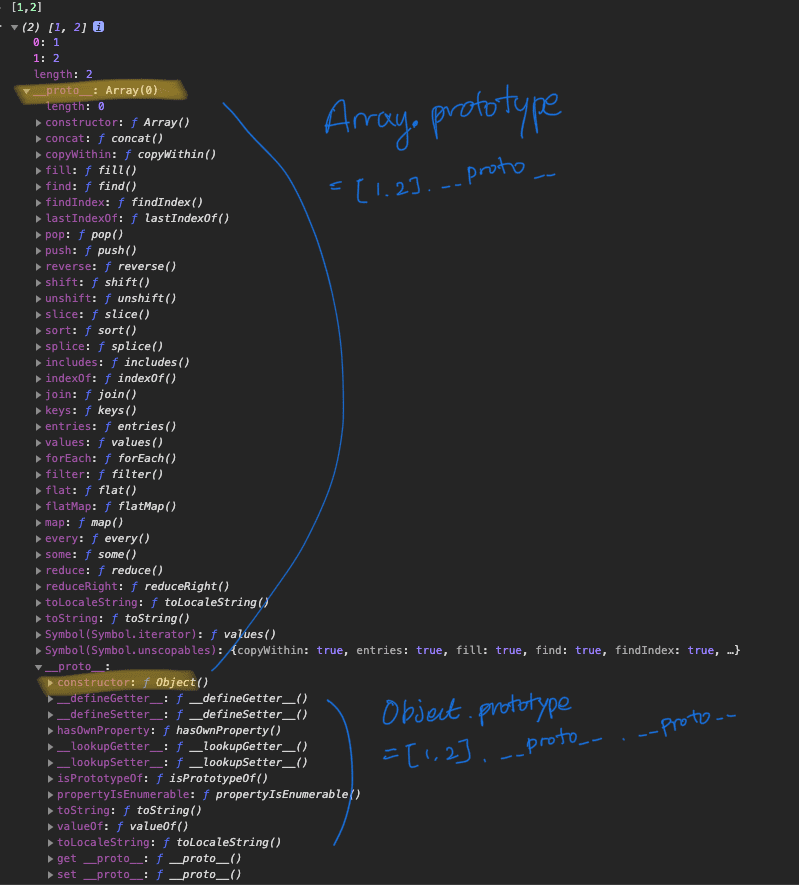 [1,2]
(2) [1, 2] i
0: 1
1: 2
length: 2
__proto__: Array(0)
length: 0
constructor: ƒ Array()
concat: ƒ concat()
copyWithin: ƒ copyWithin()
fill: ƒ fill()
find: ƒ find()
findIndex: ƒ findIndex()
lastIndexOf: ƒ lastIndexOf()
pop: ƒ pop()
push: ƒ push()
reverse: ƒ reverse()
shift: ƒ shift()
unshift: ƒ unshift()
slice: ƒ slice()
sort: ƒ sort()
splice: ƒ splice()
includes: ƒ includes()
indexOf: ƒ indexOf()
join: ƒ join()
keys: ƒ keys()
entries: ƒ entries()
values: ƒ values()
forEach: ƒ forEach()
filter: ƒ filter()
flat: ƒ flat()
flatMap: ƒ flatMap()
map: ƒ map()
every: ƒ every()
some: ƒ some()
reduce: ƒ reduce()
reduceRight: ƒ reduceRight()
toLocaleString: ƒ toLocaleString()
toString: ƒ toString()
Symbol(Symbol.iterator): ƒ values()
Symbol(Symbol.unscopables): {copyWithin: true, entries: true, fill: true, find: true, findIndex: true, …}
__proto__:
constructor: ƒ Object()
__defineGetter__: ƒ __defineGetter__()
__defineSetter__: ƒ __defineSetter__()
hasOwnProperty: ƒ hasOwnProperty()
__lookupGetter__: ƒ __lookupGetter__()
__lookupSetter__: ƒ __lookupSetter__()
isPrototypeOf: ƒ isPrototypeOf()
propertyIsEnumerable: ƒ propertyIsEnumerable()
toString: ƒ toString()
valueOf: ƒ valueOf()
toLocaleString: ƒ toLocaleString()
get __proto__: ƒ __proto__()
set __proto__: ƒ __proto__()
Array.prototype
= [1.2].__proto__
Object.prototype
= [1,2].__proto__.__proto__